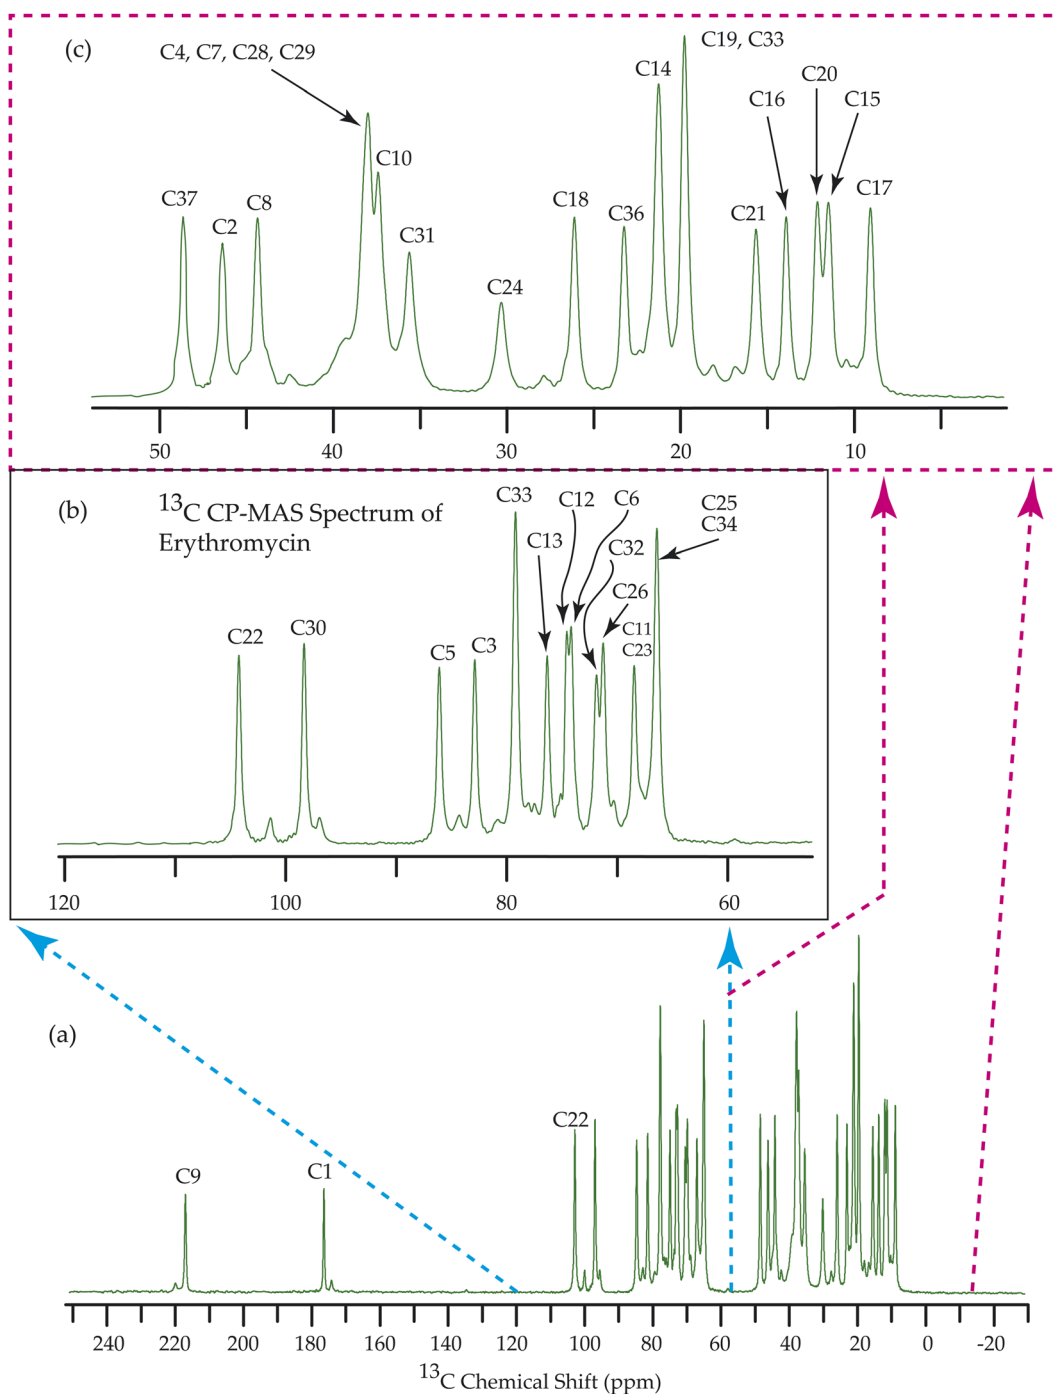 (c)
C4, C7, C28, C29
C19, C33
C14
C20
C16
C15
C10
C37
C2
C8
C31
C18
C36
C21
C17
C24
50
40
30
20
10
(b)
13C CP-MAS Spectrum of
Erythromycin
C33
C12
C6
C25
C34
C13
C32
C26
C11
C23
C22
C30
C5
C3
120
100
80
60
(a)
C22
C9
C1
240
220
200
180
160
140
120
100
80
60
40
20
0
-20
13C Chemical Shift (ppm)